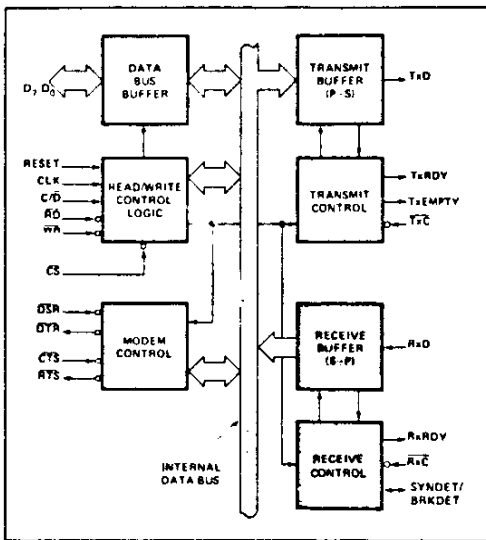 DATA
BUS
BUFFER
D7 D0
TRANSMIT
BUFFER
(P-S)
TxD
RESET
CLK
C/D
RD
WR
CS
READ/WRITE
CONTROL
LOGIC
TRANSMIT
CONTROL
TxRDY
TxEMPTY
TxC
DSR
DTR
CTS
RTS
MODEM
CONTROL
RECEIVE
BUFFER
(S-P)
RxD
INTERNAL
DATA BUS
RECEIVE
CONTROL
RxRDY
RxC
SYNDET/
BRKDET